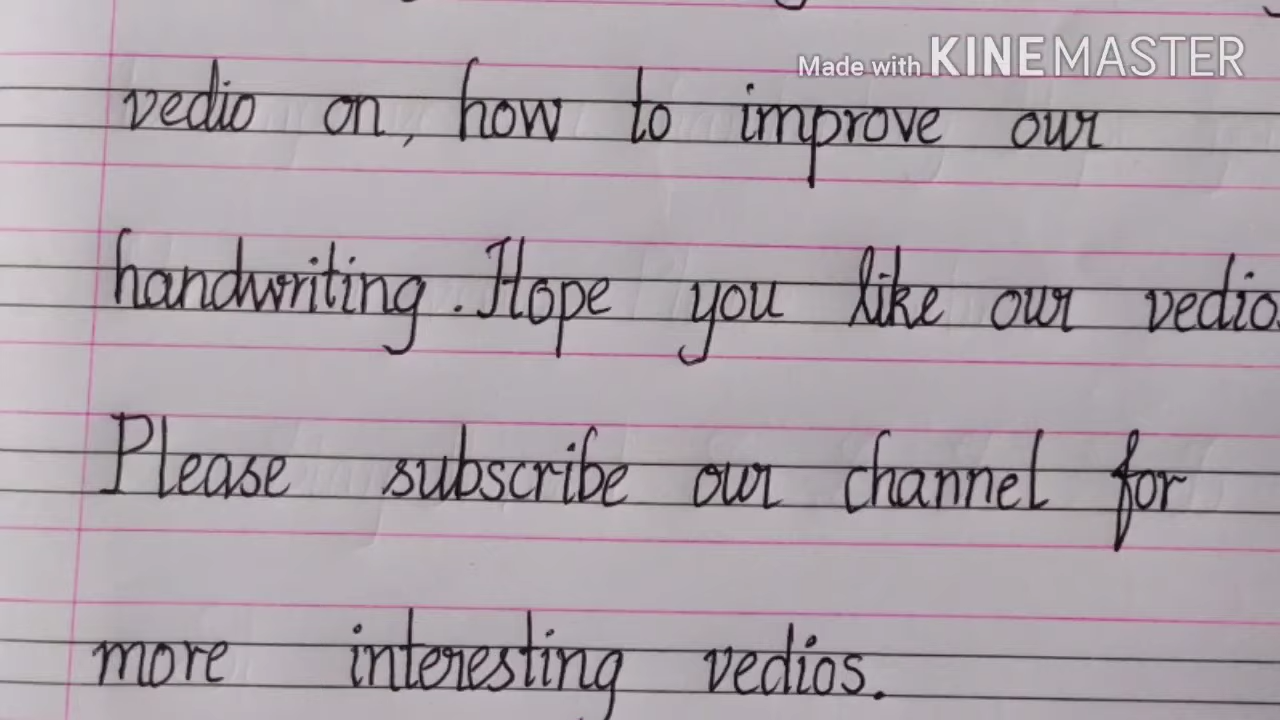 Made with KINEMASTER
vedio on, how to improve our
handwriting. Hope you like our vedio.
Please subscribe our channel for
more interesting vedios.